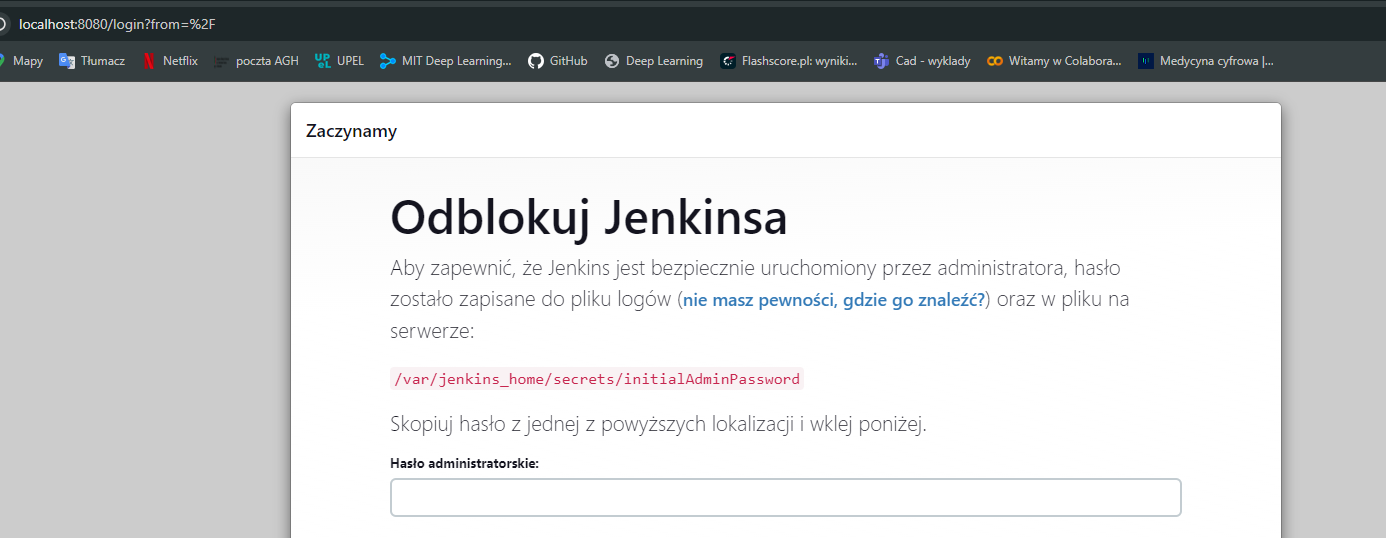 localhost:8080/login?from=%2F
Mapy Tłumacz Netflix poczta AGH UPEL MIT Deep Learning... GitHub Deep Learning Flashscore.pl: wyniki... Cad - wyklady Witamy w Colabora... Medycyna cyfrowa |...
Zaczynamy
Odblokuj Jenkinsa
Aby zapewnić, że Jenkins jest bezpiecznie uruchomiony przez administratora, hasło
zostało zapisane do pliku logów (nie masz pewności, gdzie go znaleźć?) oraz w pliku na
serwerze:
/var/jenkins_home/secrets/initialAdminPassword
Skopiuj hasło z jednej z powyższych lokalizacji i wklej poniżej.
Hasło administratorskie: